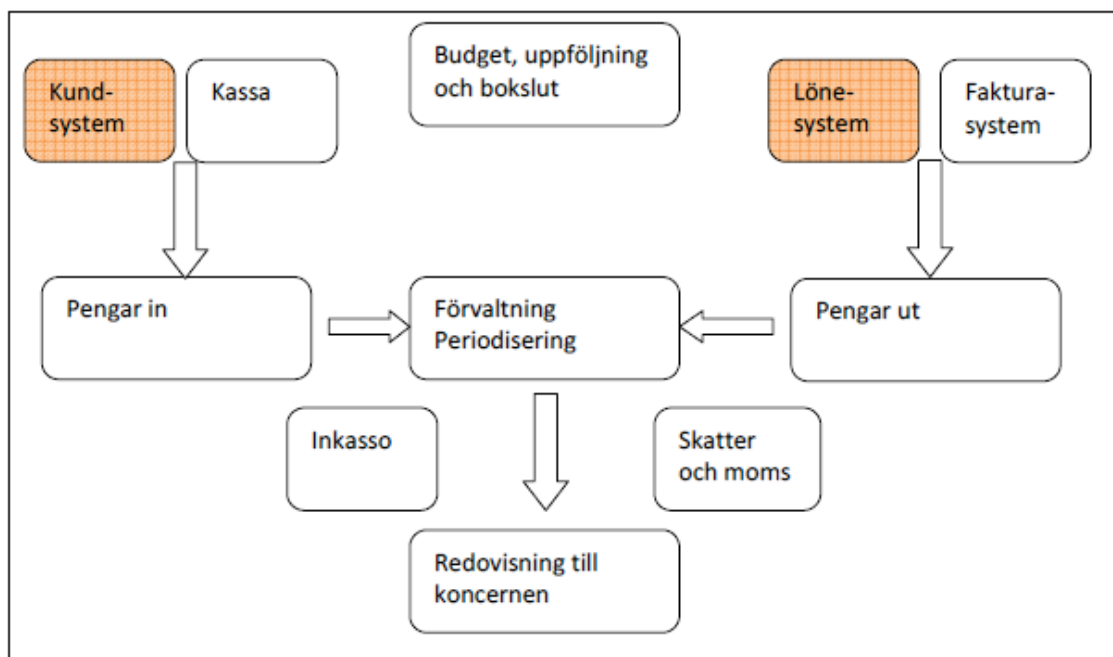 Budget, uppföljning
och bokslut
Kund-
system
Kassa
Löne-
system
Faktura-
system
Pengar in
Förvaltning
Periodisering
Pengar ut
Inkasso
Skatter
och moms
Redovisning till
koncernen